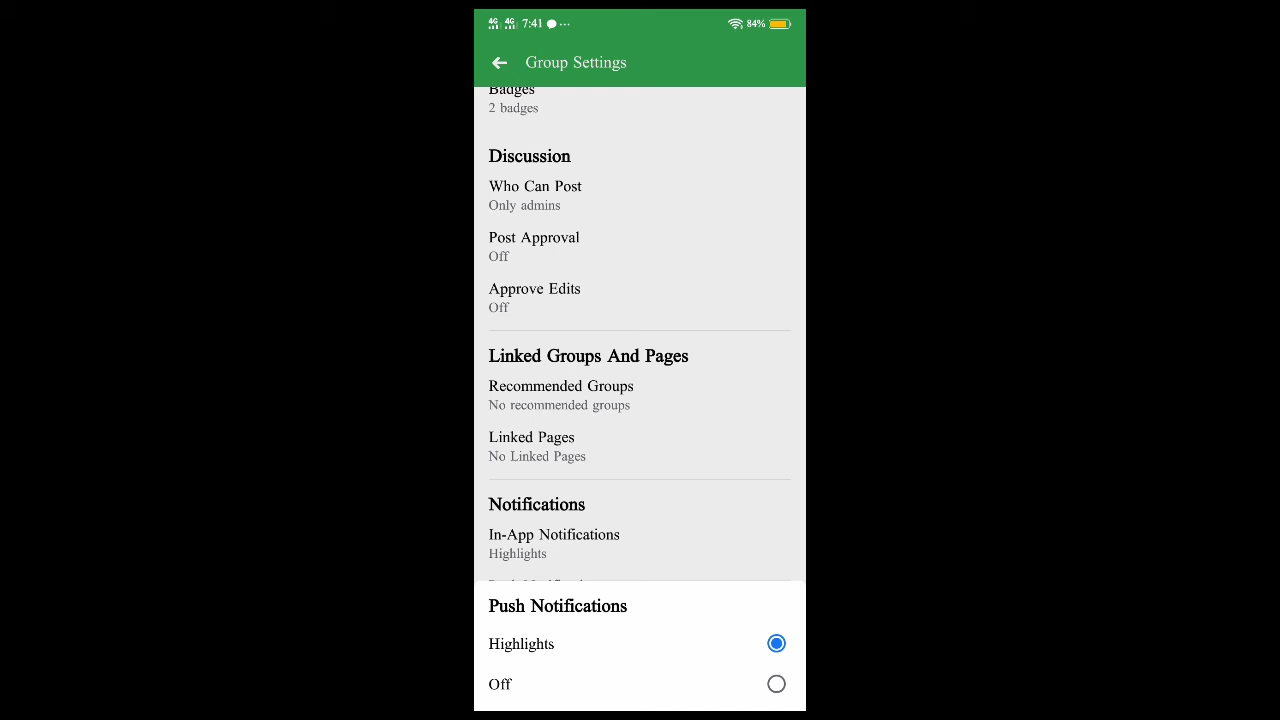 4G 4G 7:41 84%
Group Settings
Badges
2 badges
Discussion
Who Can Post
Only admins
Post Approval
Off
Approve Edits
Off
Linked Groups And Pages
Recommended Groups
No recommended groups
Linked Pages
No Linked Pages
Notifications
In-App Notifications
Highlights
Push Notifications
Highlights
Off